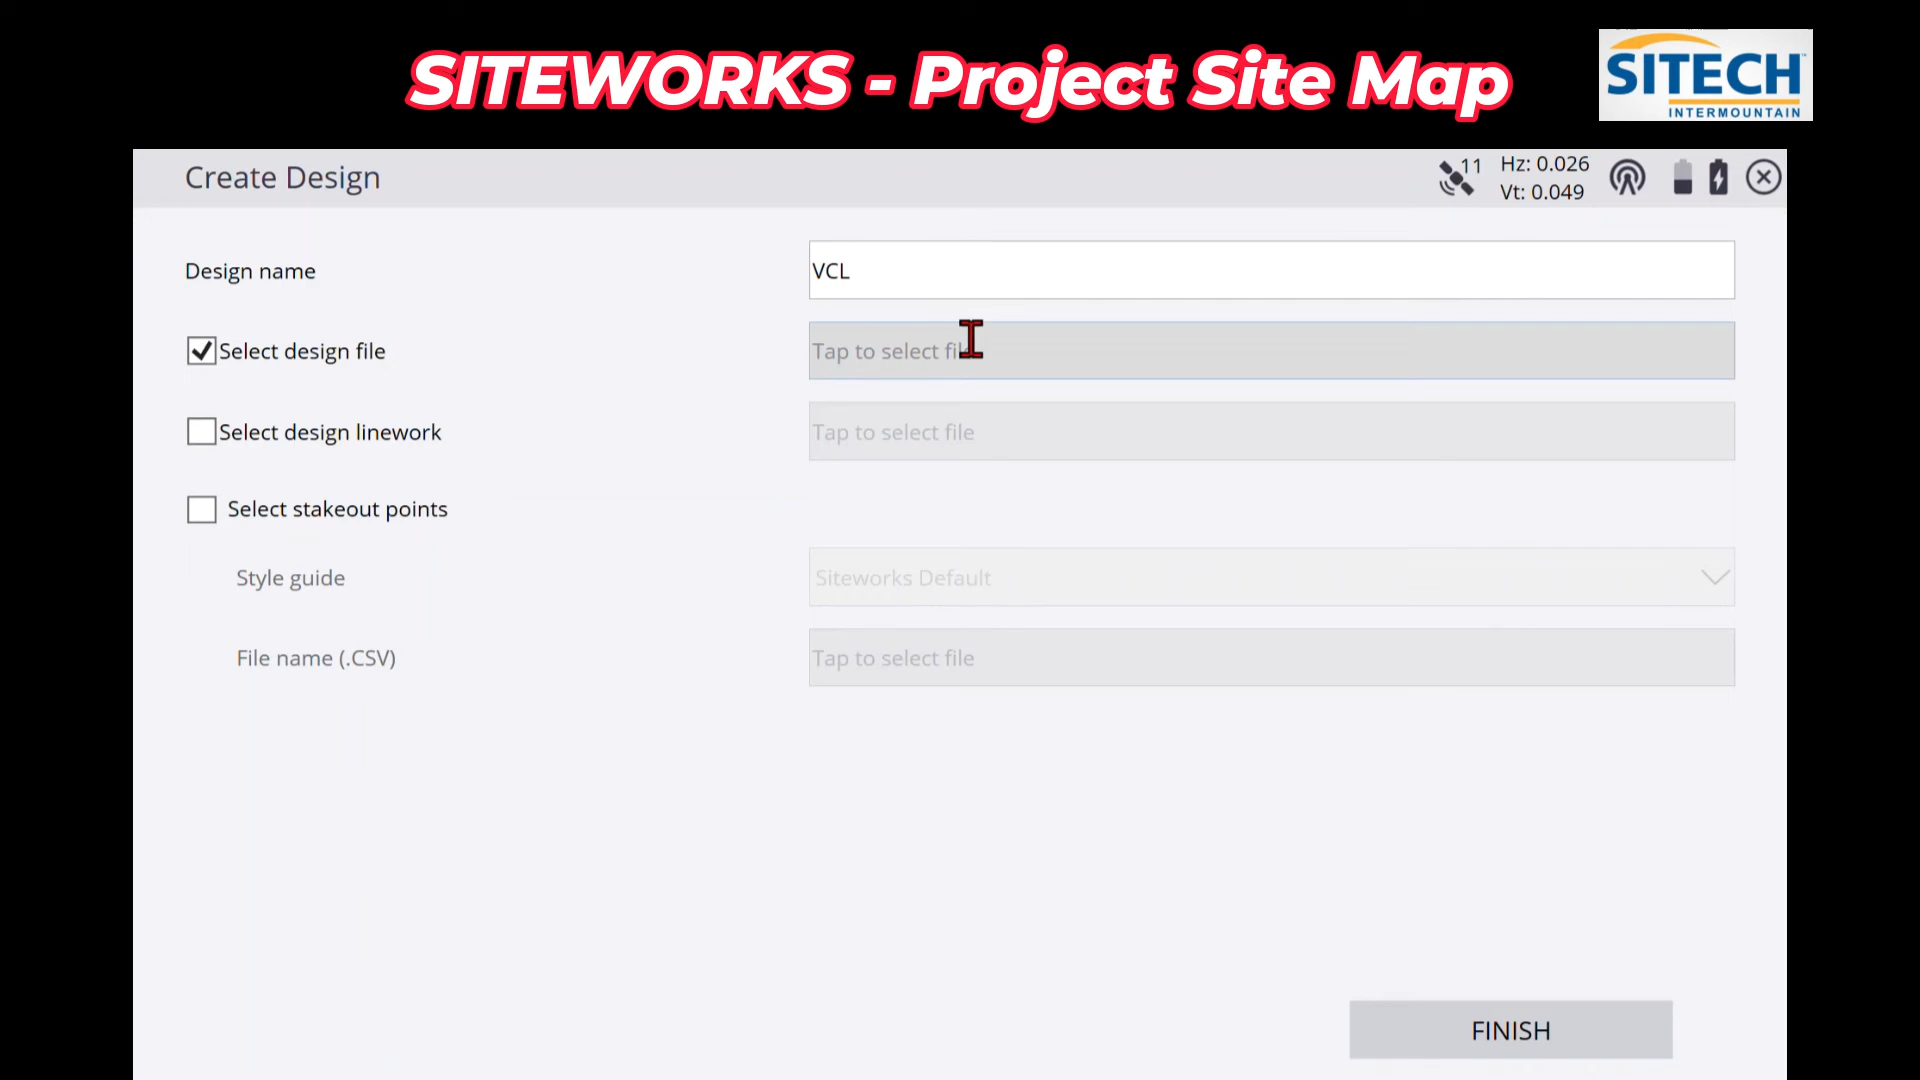 SITEWORKS - Project Site Map
SITECH
INTERMOUNTAIN
Create Design
11
Hz: 0.026
Vt: 0.049
Design name
VCL
Select design file
Tap to select file
Select design linework
Tap to select file
Select stakeout points
Style guide
Siteworks Default
File name (.CSV)
Tap to select file
FINISH